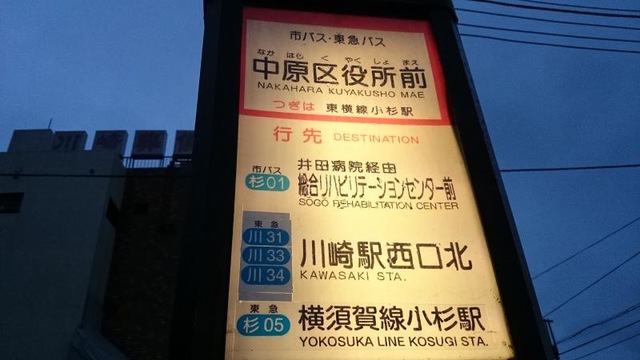 市バス・東急バス
なか はら く やく しょ まえ
中原区役所前
NAKAHARA KUYAKUSHO MAE
つぎは 東横線小杉駅
行先 DESTINATION
井田病院経由
市バス
杉01 総合リハビリテーションセンター前
SŌGŌ REHABILITATION CENTER
東急
川31
川33 川崎駅西口北
川34 KAWASAKI STA.
東急
杉05 横須賀線小杉駅
YOKOSUKA LINE KOSUGI STA.